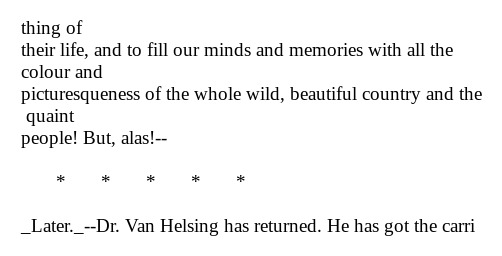 thing of
their life, and to fill our minds and memories with all the
colour and
picturesqueness of the whole wild, beautiful country and the
quaint
people! But, alas!--
* * * * *
_Later._--Dr. Van Helsing has returned. He has got the carri